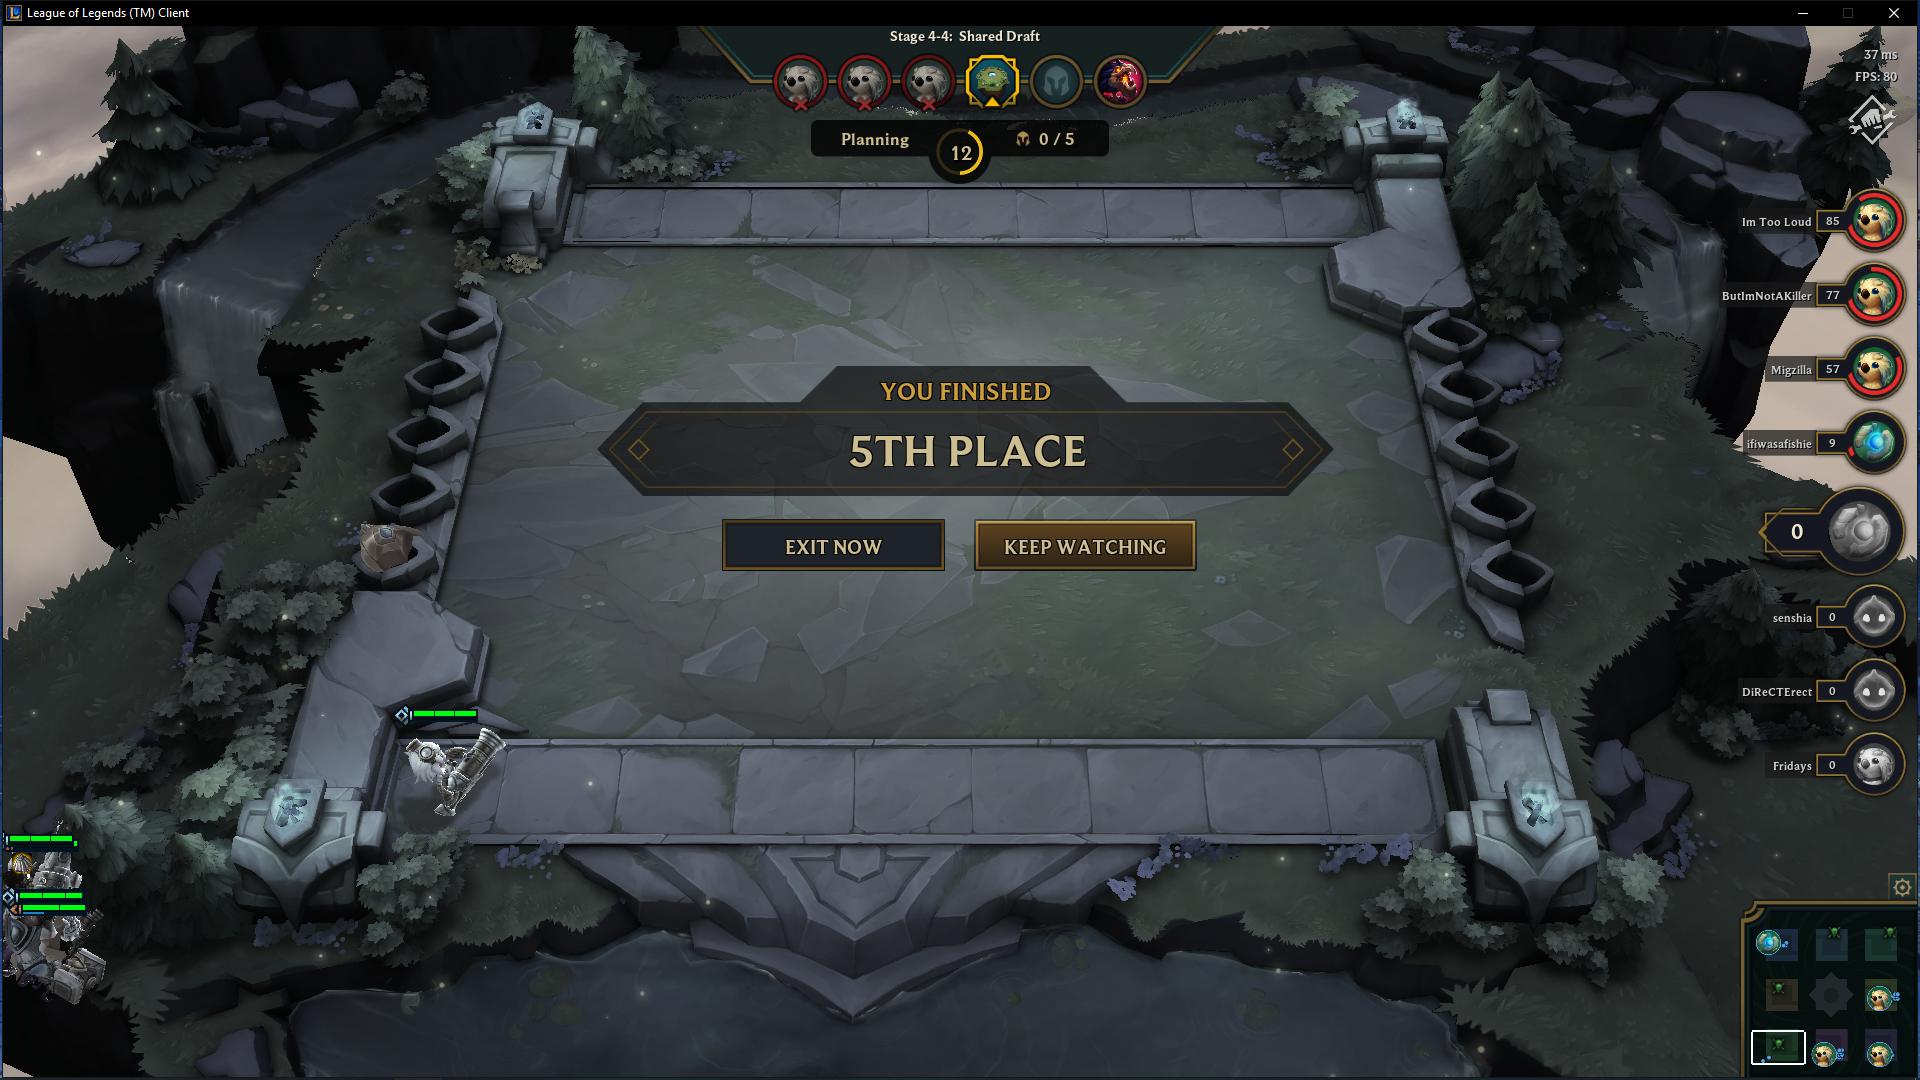 League of Legends (TM) Client
Stage 4-4: Shared Draft
37 ms
FPS: 80
Planning
12
0 / 5
Im Too Loud 85
ButImNotAKiller 77
Migzilla 57
ifiwasafishie 9
YOU FINISHED
5TH PLACE
EXIT NOW
KEEP WATCHING
0
senshia 0
DiReCTErect 0
Fridays 0